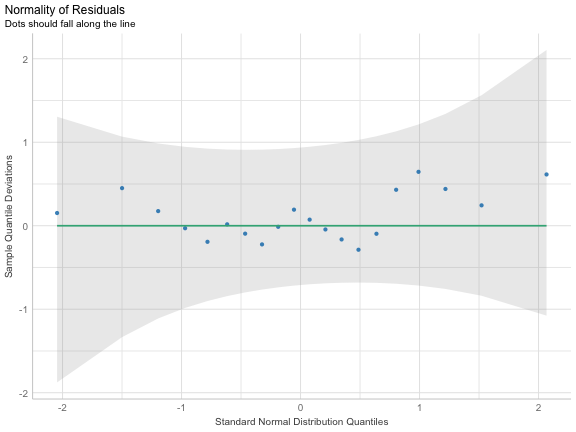 Normality of Residuals
Dots should fall along the line
2
1
0
-1
-2
Sample Quantile Deviations
-2
-1
0
1
2
Standard Normal Distribution Quantiles